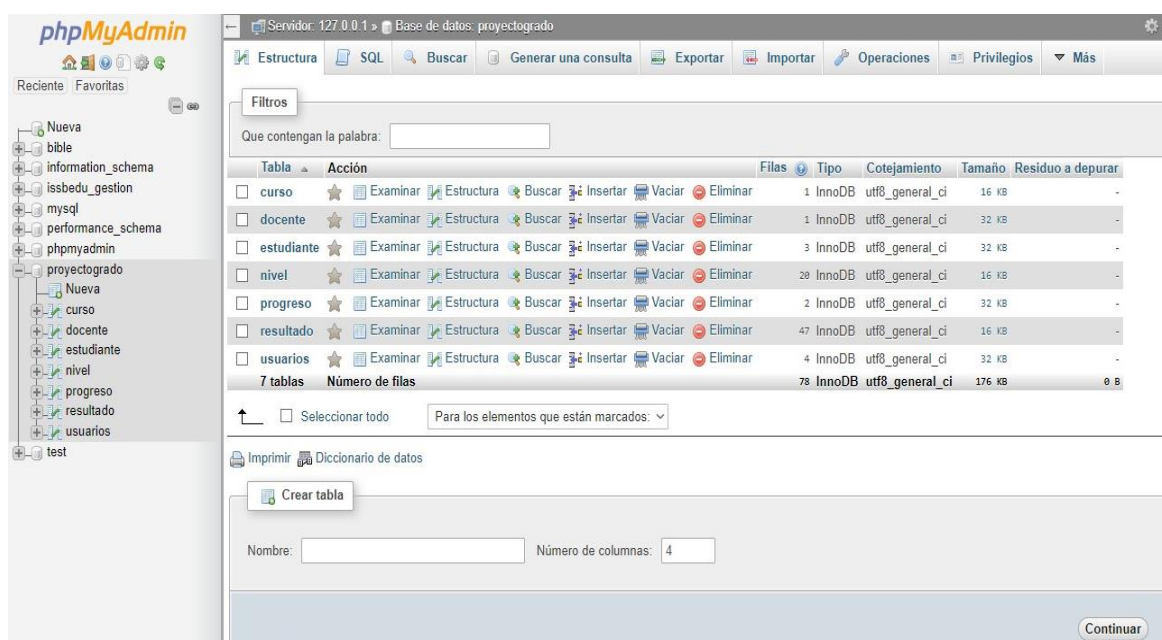 phpMyAdmin
Reciente Favoritas
Nueva
bible
information_schema
issbedu_gestion
mysql
performance_schema
phpmyadmin
proyectogrado
Nueva
curso
docente
estudiante
nivel
progreso
resultado
usuarios
test
Servidor: 127.0.0.1 » Base de datos: proyectogrado
Estructura SQL Buscar Generar una consulta Exportar Importar Operaciones Privilegios Más
Filtros
Que contengan la palabra:
Tabla Acción Filas Tipo Cotejamiento Tamaño Residuo a depurar
curso Examinar Estructura Buscar Insertar Vaciar Eliminar 1 InnoDB utf8_general_ci 16 KB -
docente Examinar Estructura Buscar Insertar Vaciar Eliminar 1 InnoDB utf8_general_ci 32 KB -
estudiante Examinar Estructura Buscar Insertar Vaciar Eliminar 3 InnoDB utf8_general_ci 32 KB -
nivel Examinar Estructura Buscar Insertar Vaciar Eliminar 20 InnoDB utf8_general_ci 16 KB -
progreso Examinar Estructura Buscar Insertar Vaciar Eliminar 2 InnoDB utf8_general_ci 32 KB -
resultado Examinar Estructura Buscar Insertar Vaciar Eliminar 47 InnoDB utf8_general_ci 16 KB -
usuarios Examinar Estructura Buscar Insertar Vaciar Eliminar 4 InnoDB utf8_general_ci 32 KB -
7 tablas Número de filas 78 InnoDB utf8_general_ci 176 KB 0 B
Seleccionar todo Para los elementos que están marcados:
Imprimir Diccionario de datos
Crear tabla
Nombre: Número de columnas: 4
Continuar